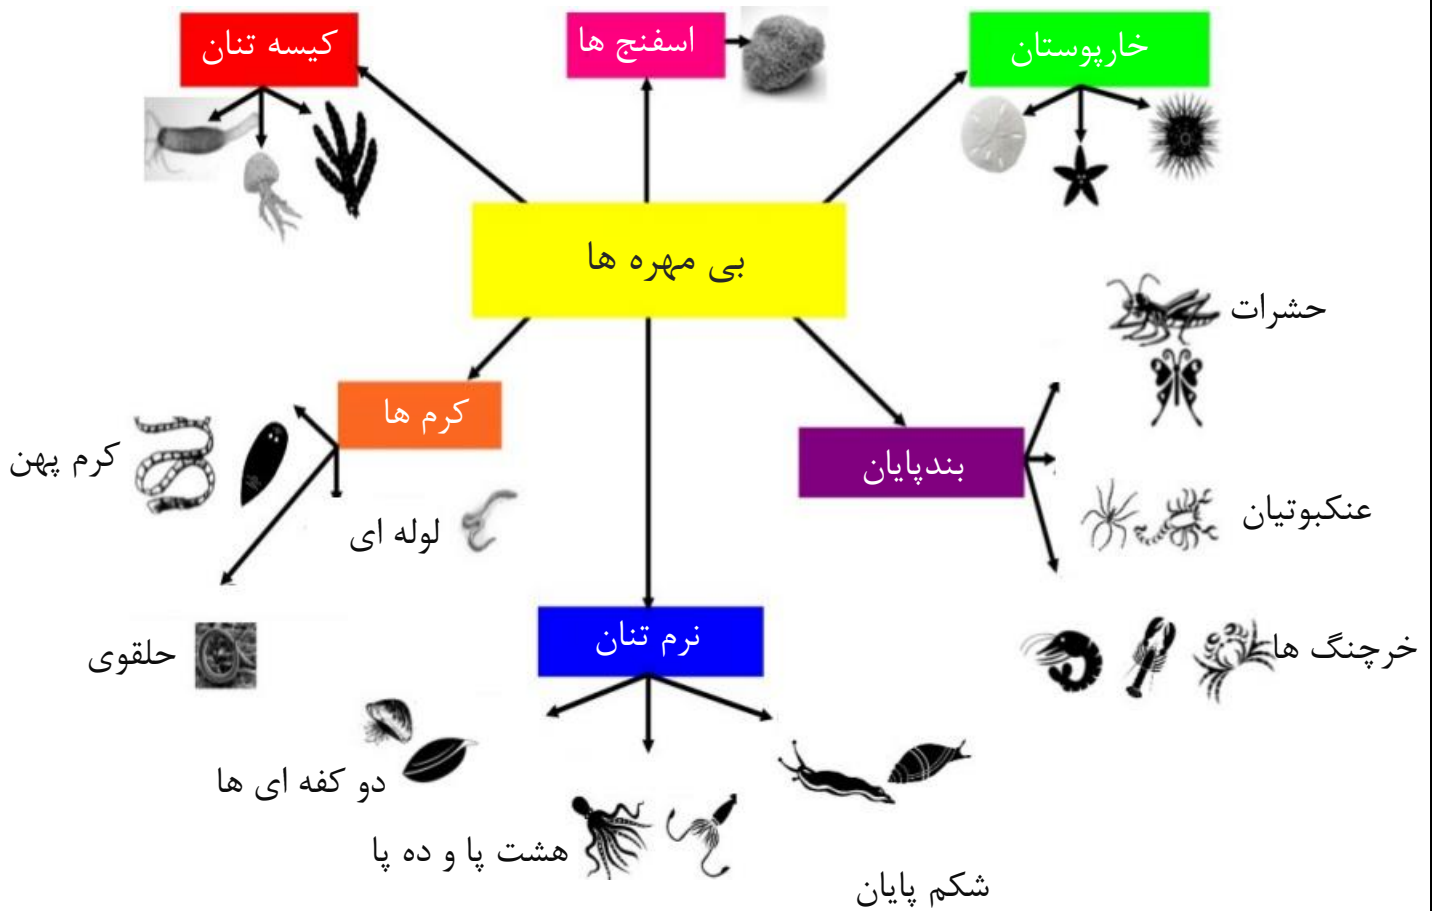 خارپوستان
اسفنج ها
کیسه تنان
بی مهره ها
حشرات
کرم ها
کرم پهن
بندپایان
عنکبوتیان
لوله ای
نرم تنان
خرچنگ ها
حلقوی
دو کفه ای ها
هشت پا و ده پا
شکم پایان